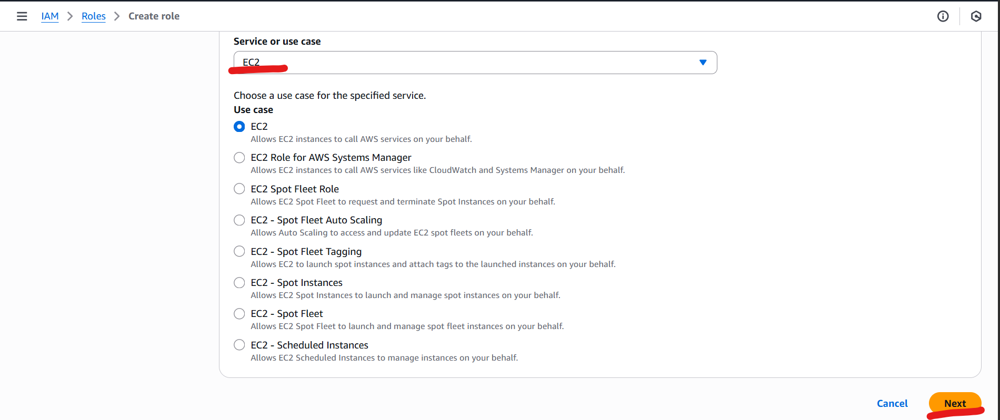 IAM > Roles > Create role
Service or use case
EC2
Choose a use case for the specified service.
Use case
EC2
Allows EC2 instances to call AWS services on your behalf.
EC2 Role for AWS Systems Manager
Allows EC2 instances to call AWS services like CloudWatch and Systems Manager on your behalf.
EC2 Spot Fleet Role
Allows EC2 Spot Fleet to request and terminate Spot Instances on your behalf.
EC2 - Spot Fleet Auto Scaling
Allows Auto Scaling to access and update EC2 spot fleets on your behalf.
EC2 - Spot Fleet Tagging
Allows EC2 to launch spot instances and attach tags to the launched instances on your behalf.
EC2 - Spot Instances
Allows EC2 Spot Instances to launch and manage spot instances on your behalf.
EC2 - Spot Fleet
Allows EC2 Spot Fleet to launch and manage spot fleet instances on your behalf.
EC2 - Scheduled Instances
Allows EC2 Scheduled Instances to manage instances on your behalf.
Cancel Next